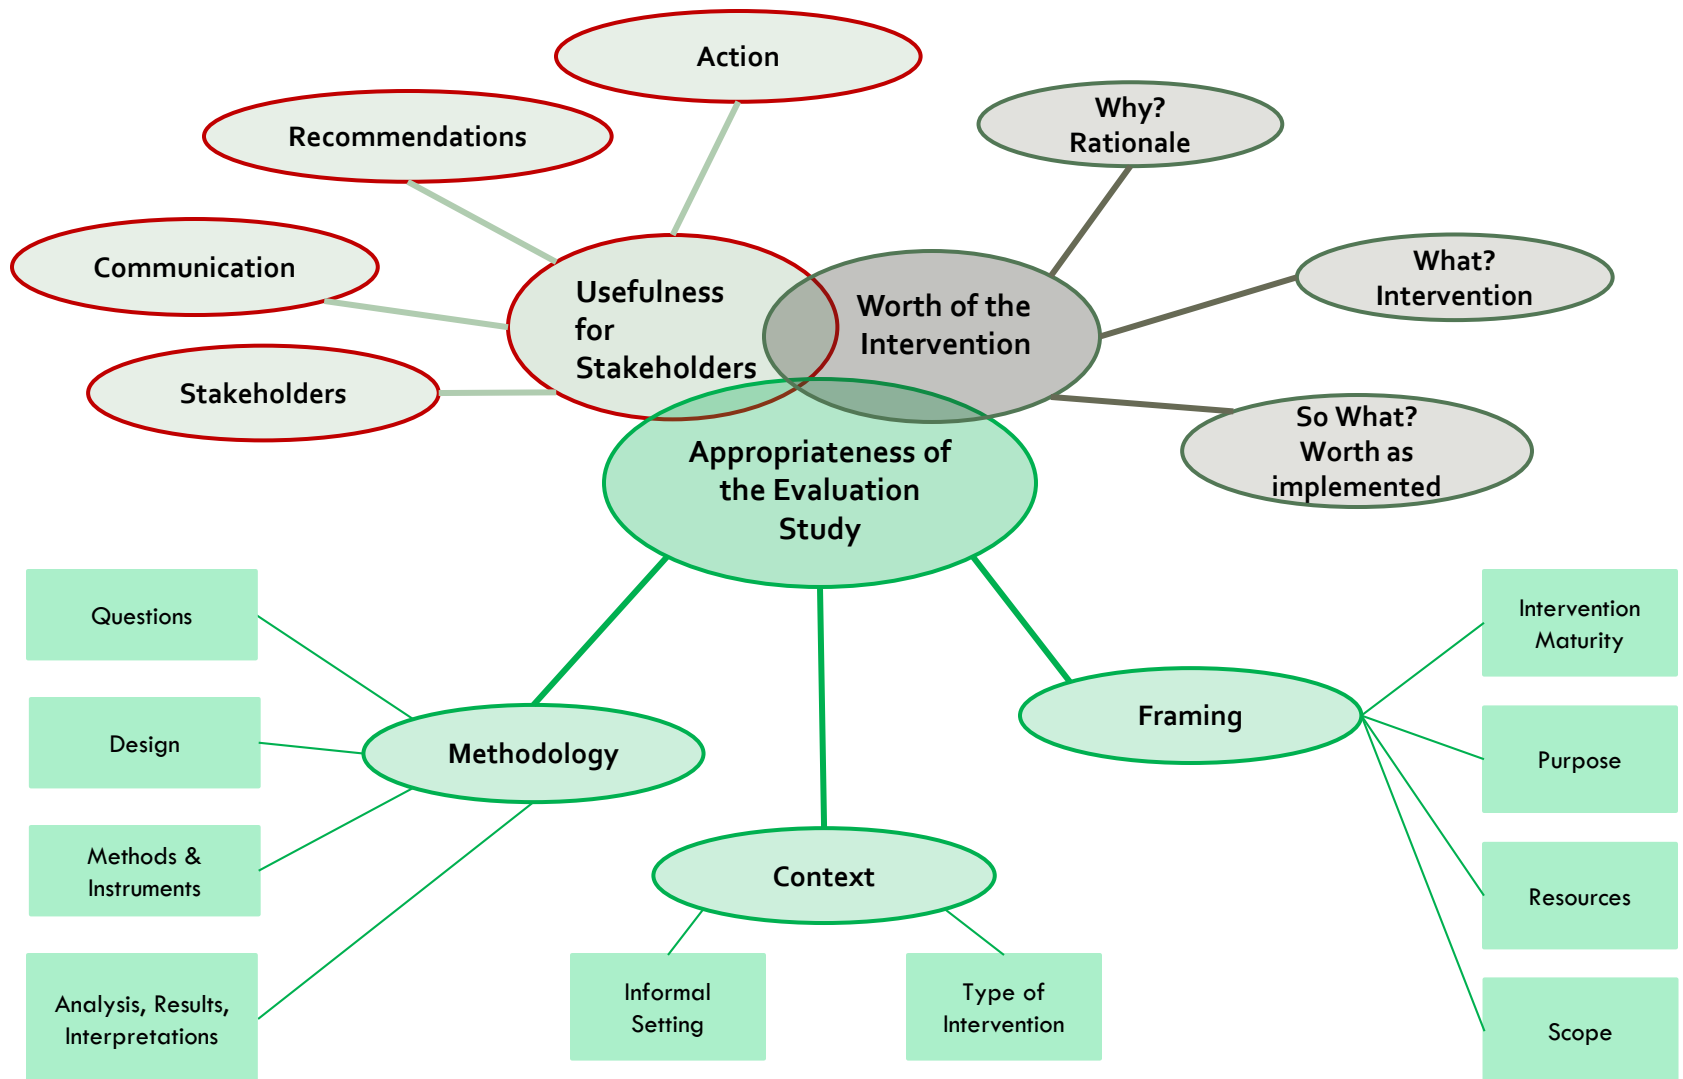 Action
Why?
Rationale
Recommendations
Communication
What?
Intervention
Usefulness
for
Stakeholders
Worth of the
Intervention
Stakeholders
So What?
Worth as
implemented
Appropriateness of
the Evaluation
Study
Questions
Design
Methods &
Instruments
Analysis, Results,
Interpretations
Methodology
Context
Informal
Setting
Type of
Intervention
Framing
Intervention
Maturity
Purpose
Resources
Scope